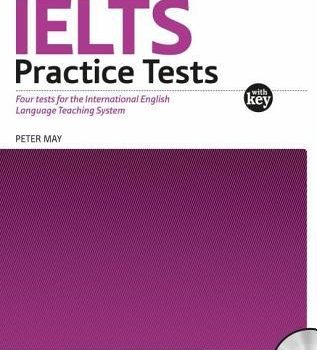 IELTS
Practice Tests
Four tests for the International English
Language Teaching System
with
key
PETER MAY